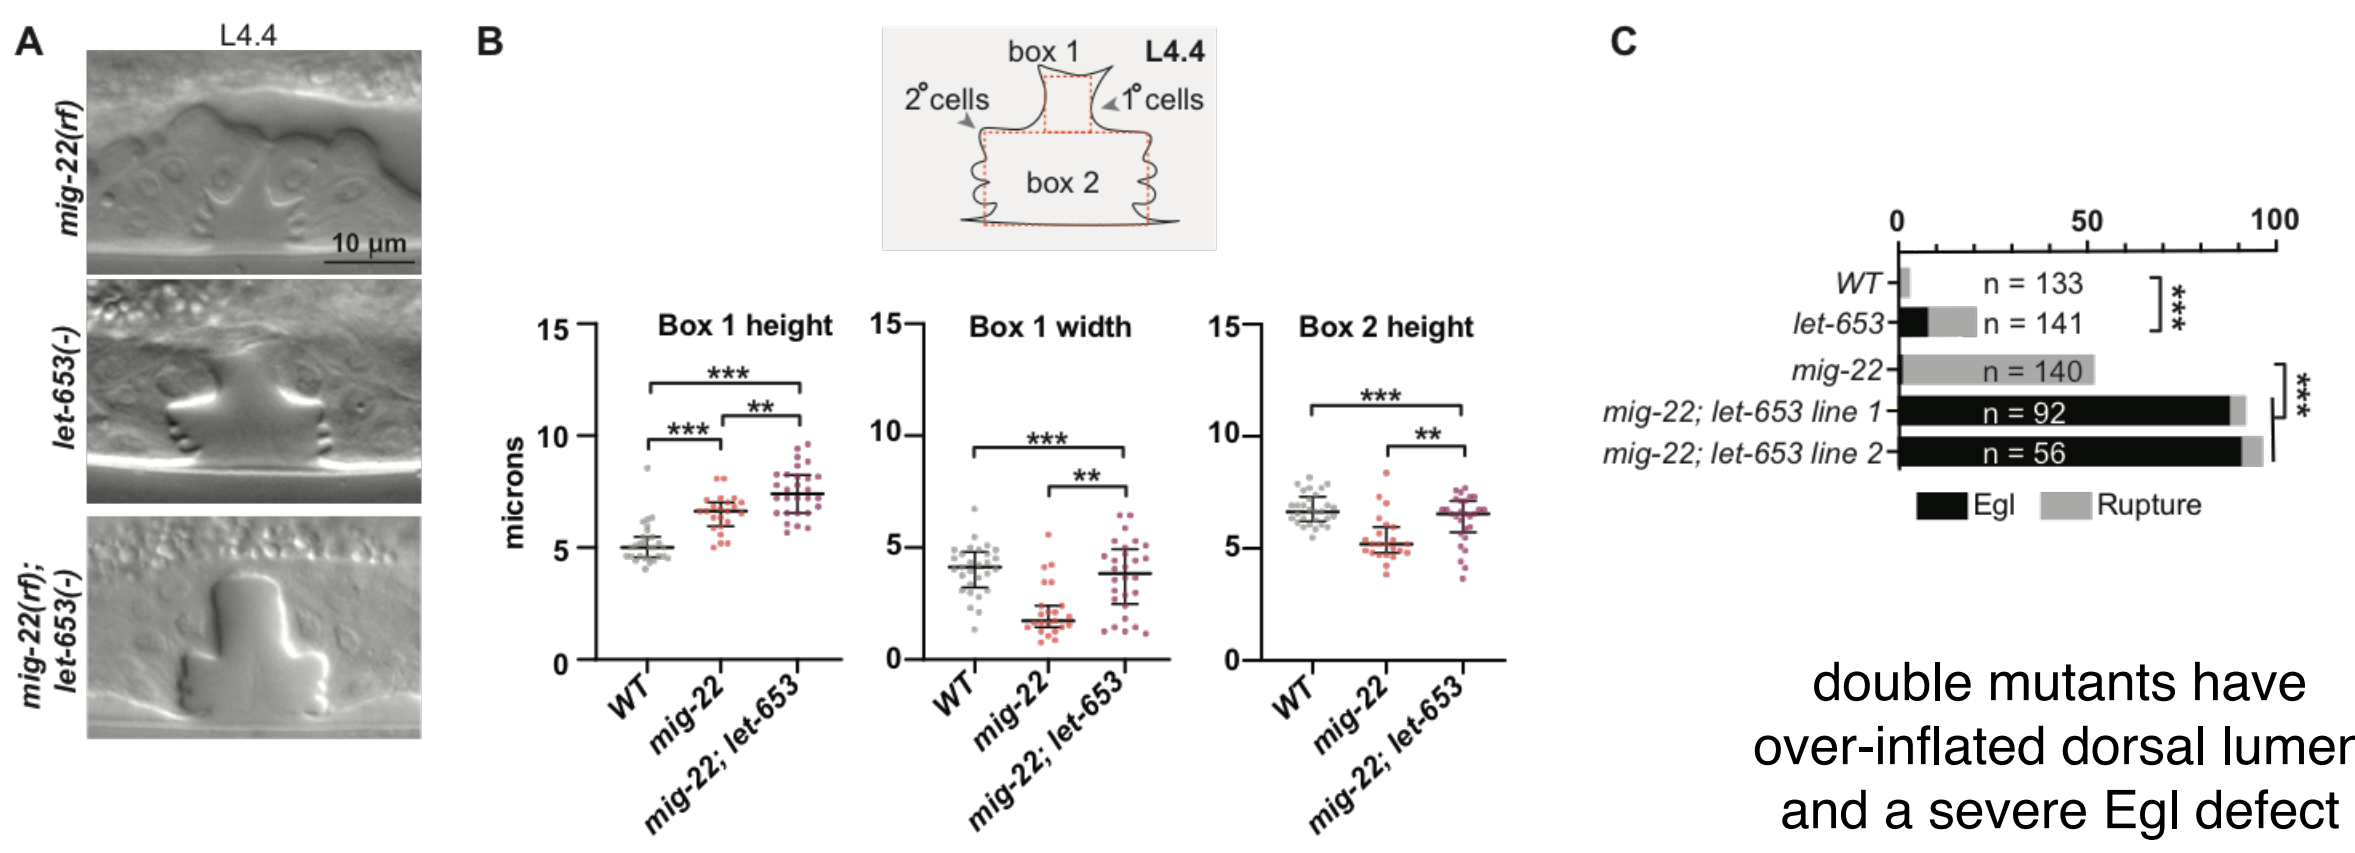 A
L4.4
mig-22(rf)
10 µm
let-653(-)
mig-22(rf);
let-653(-)
B
box 1
L4.4
2° cells
1° cells
box 2
microns
Box 1 height
15
10
5
0
***
**
***
WT
mig-22
mig-22; let-653
Box 1 width
15
10
5
0
***
**
WT
mig-22
mig-22; let-653
Box 2 height
15
10
5
0
***
**
WT
mig-22
mig-22; let-653
C
0 50 100
WT n = 133
let-653 n = 141
***
mig-22 n = 140
mig-22; let-653 line 1 n = 92
mig-22; let-653 line 2 n = 56
***
Egl Rupture
double mutants have
over-inflated dorsal lumen
and a severe Egl defect